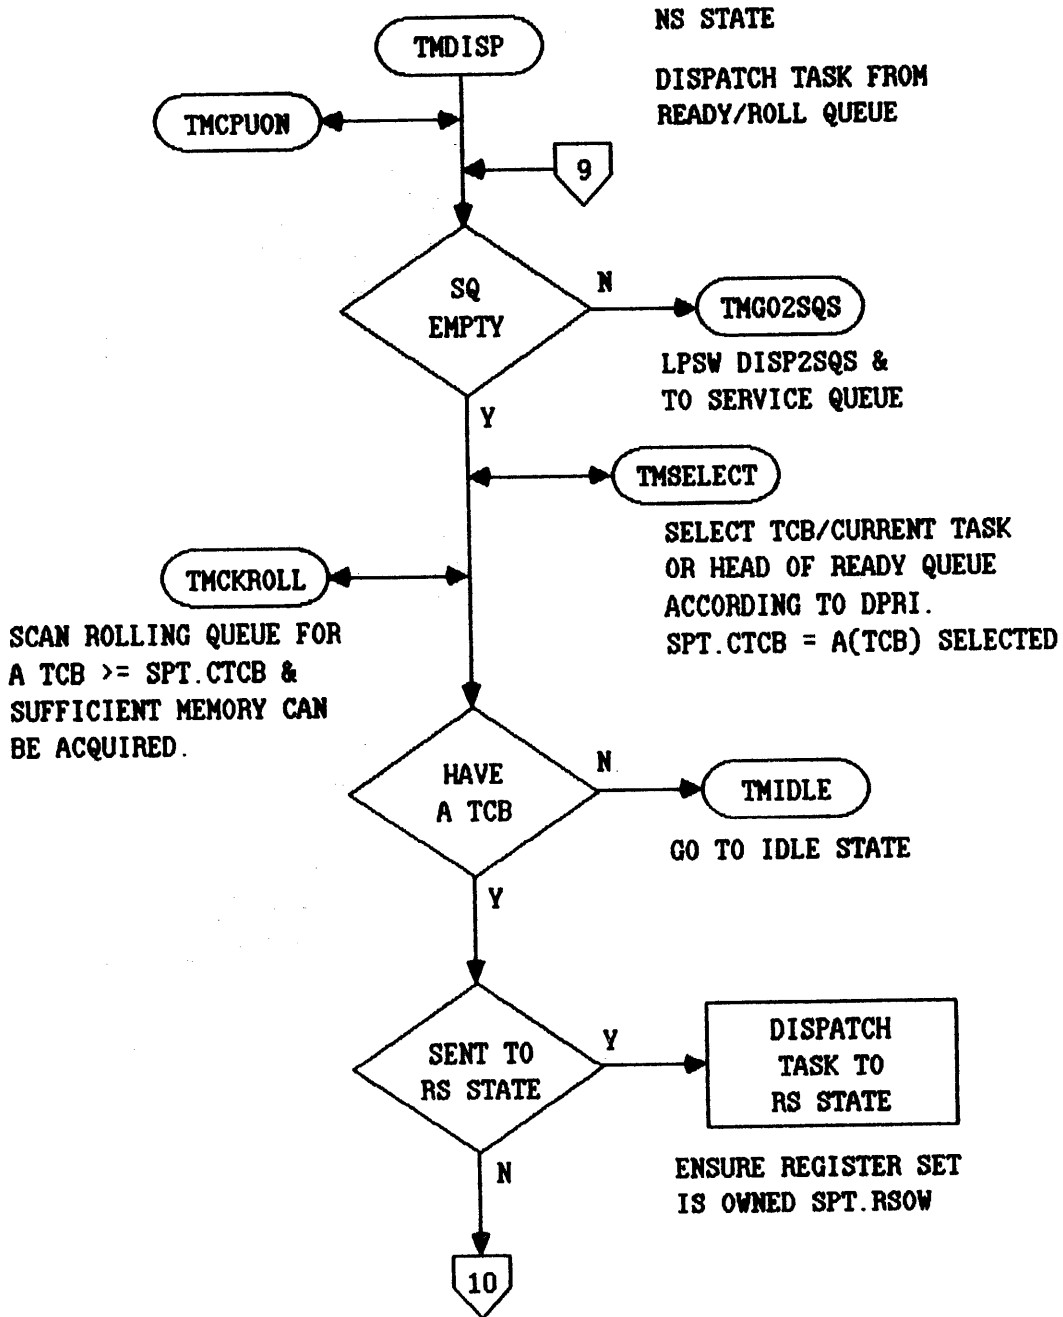 NS STATE
TMDISP
DISPATCH TASK FROM
READY/ROLL QUEUE
TMCPUON
9
SQ
EMPTY
N
TMGO2SQS
LPSW DISP2SQS &
TO SERVICE QUEUE
Y
TMSELECT
SELECT TCB/CURRENT TASK
OR HEAD OF READY QUEUE
ACCORDING TO DPRI.
SPT.CTCB = A(TCB) SELECTED
TMCKROLL
SCAN ROLLING QUEUE FOR
A TCB >= SPT.CTCB &
SUFFICIENT MEMORY CAN
BE ACQUIRED.
HAVE
A TCB
N
TMIDLE
GO TO IDLE STATE
Y
SENT TO
RS STATE
Y
DISPATCH
TASK TO
RS STATE
ENSURE REGISTER SET
IS OWNED SPT.RSOW
N
10